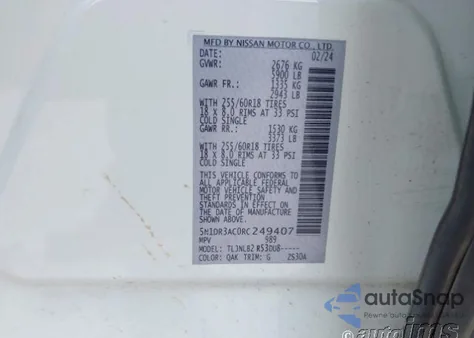 MFD BY NISSAN MOTOR CO., LTD.
DATE: 02/24
GVWR: 2676 KG
5900 LB
GAWR FR.: 1335 KG
2943 LB
WITH 255/60R18 TIRES
18 X 8.0 RIMS AT 33 PSI
COLD SINGLE
GAWR RR.: 1530 KG
3373 LB
WITH 255/60R18 TIRES
18 X 8.0 RIMS AT 33 PSI
COLD SINGLE
THIS VEHICLE CONFORMS TO
ALL APPLICABLE FEDERAL
MOTOR VEHICLE SAFETY
STANDARDS IN EFFECT ON
THE DATE OF MANUFACTURE
SHOWN ABOVE.
5N1DR3AC0RC249407
MPV 989
MODEL: TLJNLB2 R53DUB-----
COLOR: QAK TRIM: G 2S30A
autoSnap